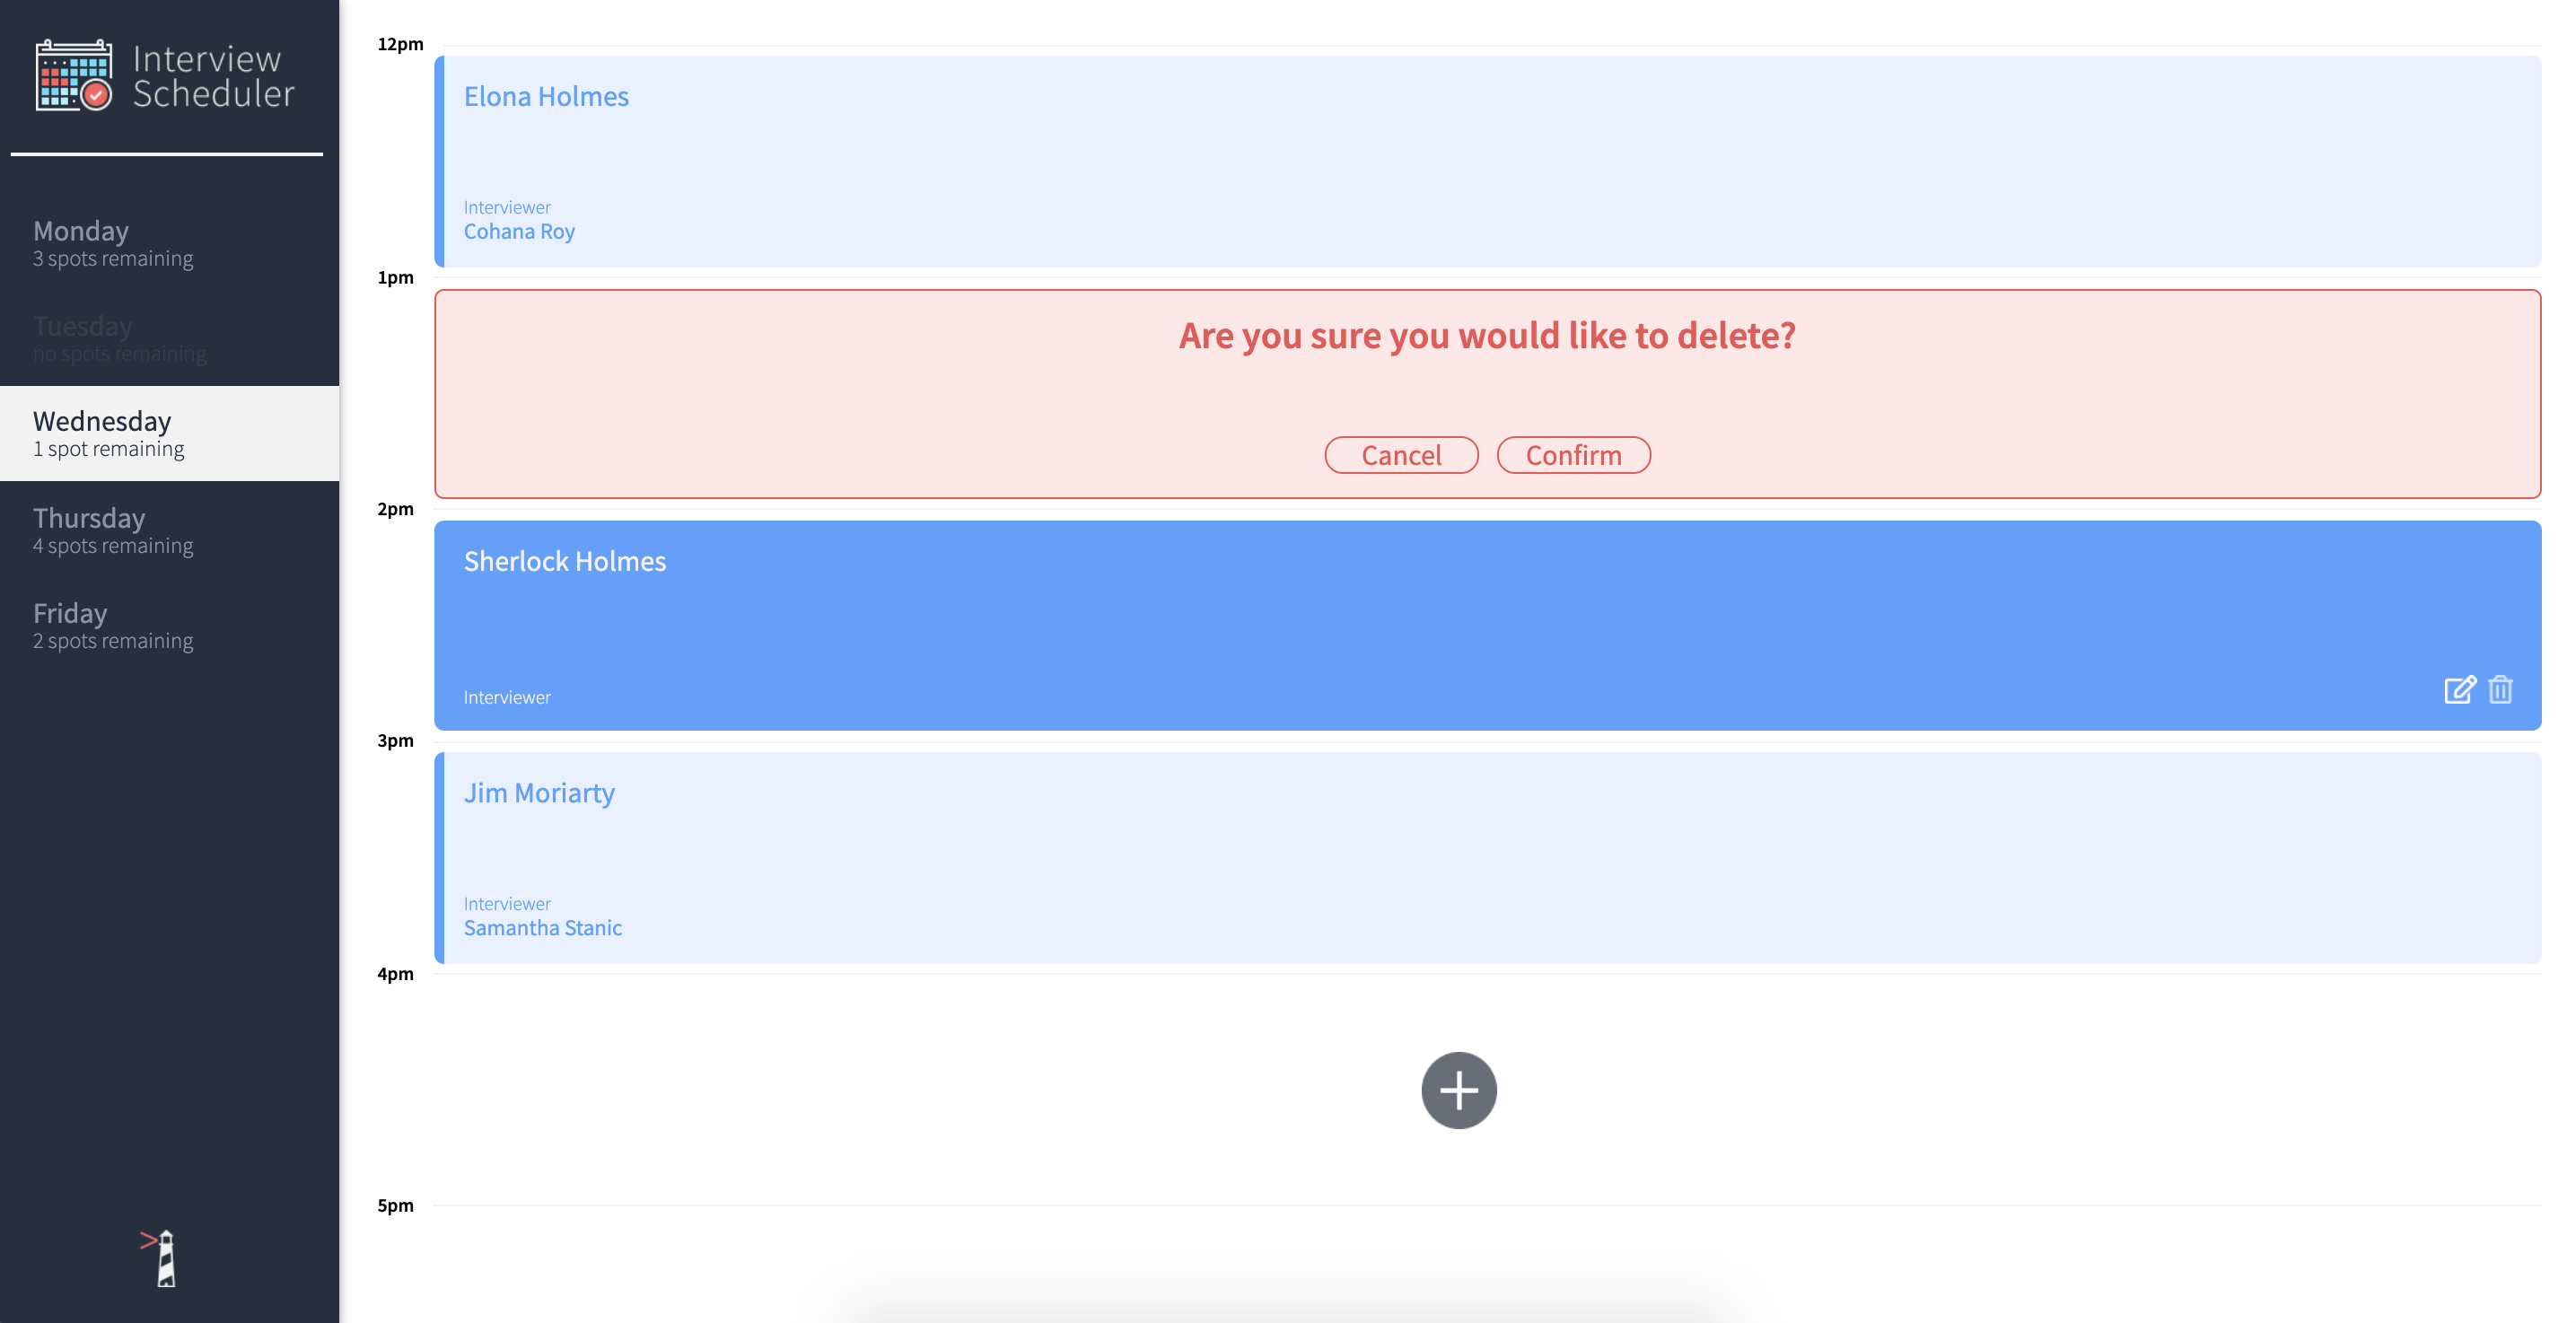 Interview
Scheduler
Monday
3 spots remaining
Tuesday
no spots remaining
Wednesday
1 spot remaining
Thursday
4 spots remaining
Friday
2 spots remaining
12pm
Elona Holmes
Interviewer
Cohana Roy
1pm
Are you sure you would like to delete?
Cancel
Confirm
2pm
Sherlock Holmes
Interviewer
3pm
Jim Moriarty
Interviewer
Samantha Stanic
4pm
5pm